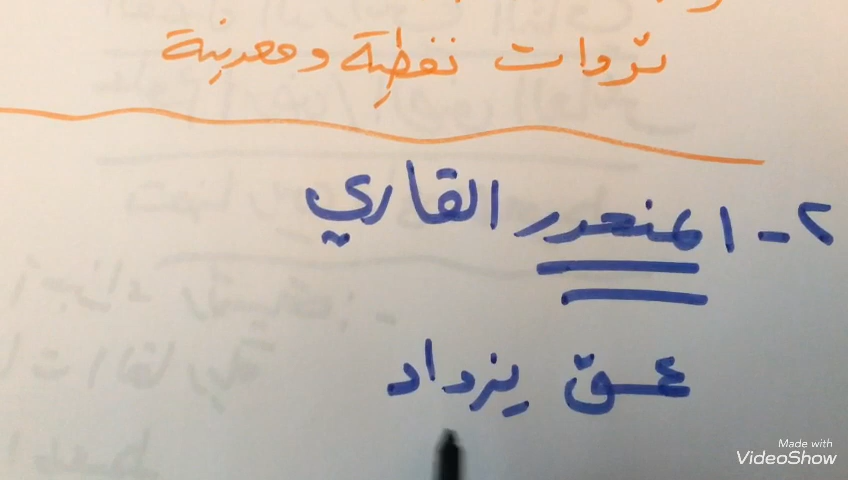 ثروات نفطية ومعدنية
٢- المنحدر القاري
عمق يزداد
Made with
VideoShow